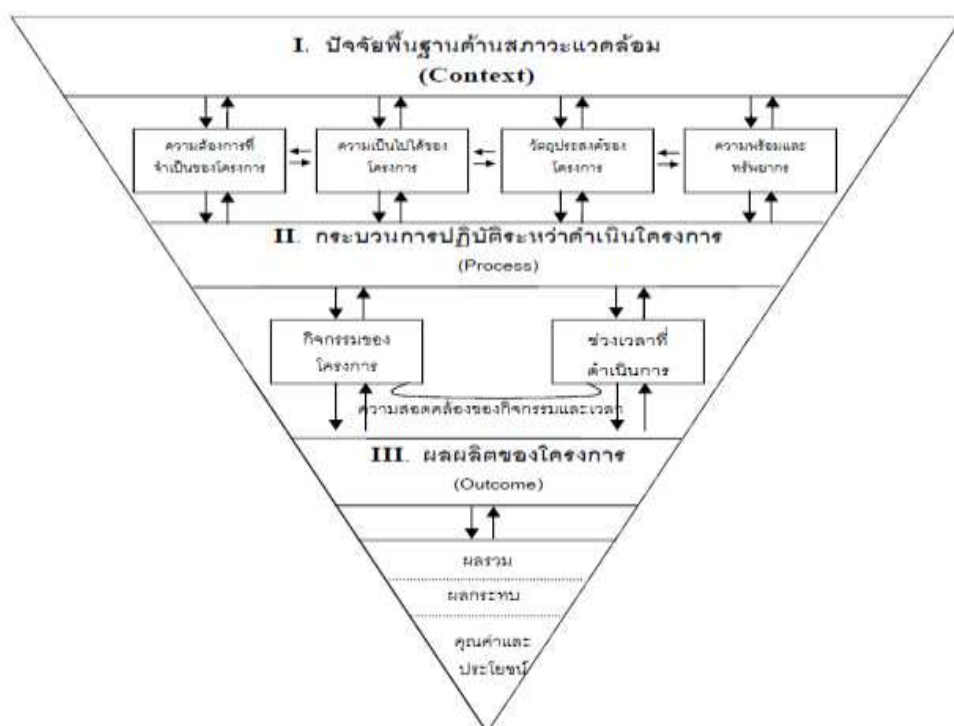 I. ปัจจัยพื้นฐานด้านสภาวะแวดล้อม
(Context)
ความต้องการที่
จำเป็นของโครงการ
ความเป็นไปได้ของ
โครงการ
วัตถุประสงค์ของ
โครงการ
ความพร้อมและ
ทรัพยากร
II. กระบวนการปฏิบัติระหว่าดำเนินโครงการ
(Process)
กิจกรรมของ
โครงการ
ช่วงเวลาที่
ดำเนินการ
ความสอดคล้องของกิจกรรมและเวลา
III. ผลผลิตของโครงการ
(Outcome)
ผลรวม
ผลกระทบ
คุณค่าและ
ประโยชน์